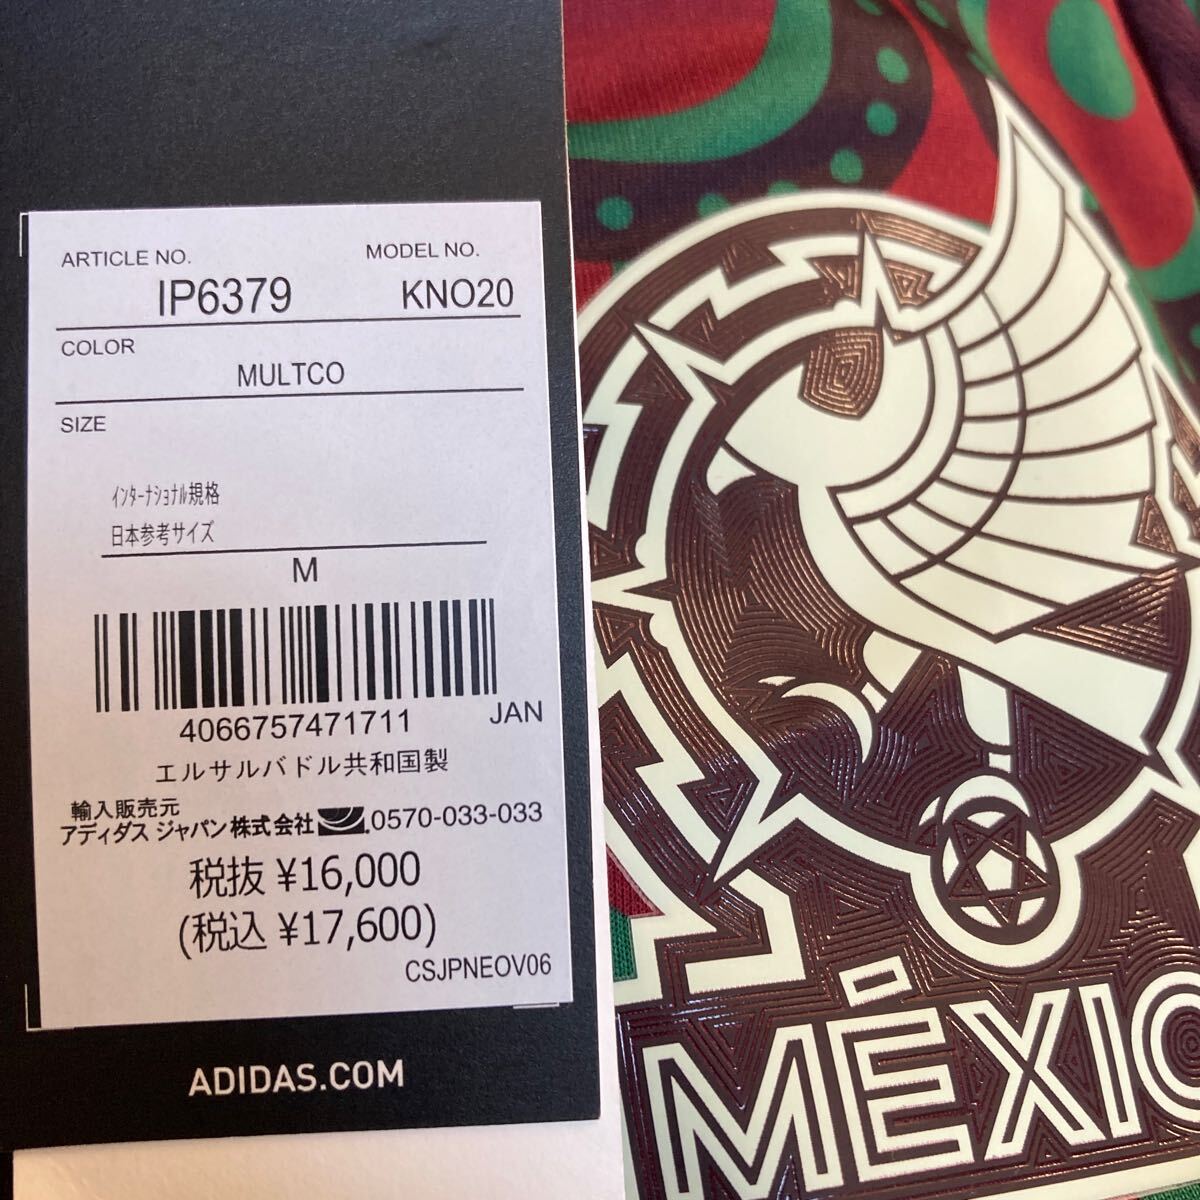 ARTICLE NO. MODEL NO.
IP6379 KNO20
COLOR
MULTCO
SIZE
インターナショナル規格
日本参考サイズ
M
4066757471711 JAN
エルサルバドル共和国製
輸入販売元
アディダス ジャパン株式会社 0570-033-033
税抜 ¥16,000
(税込 ¥17,600)
CSJPNEOV06
ADIDAS.COM
MÉXIC